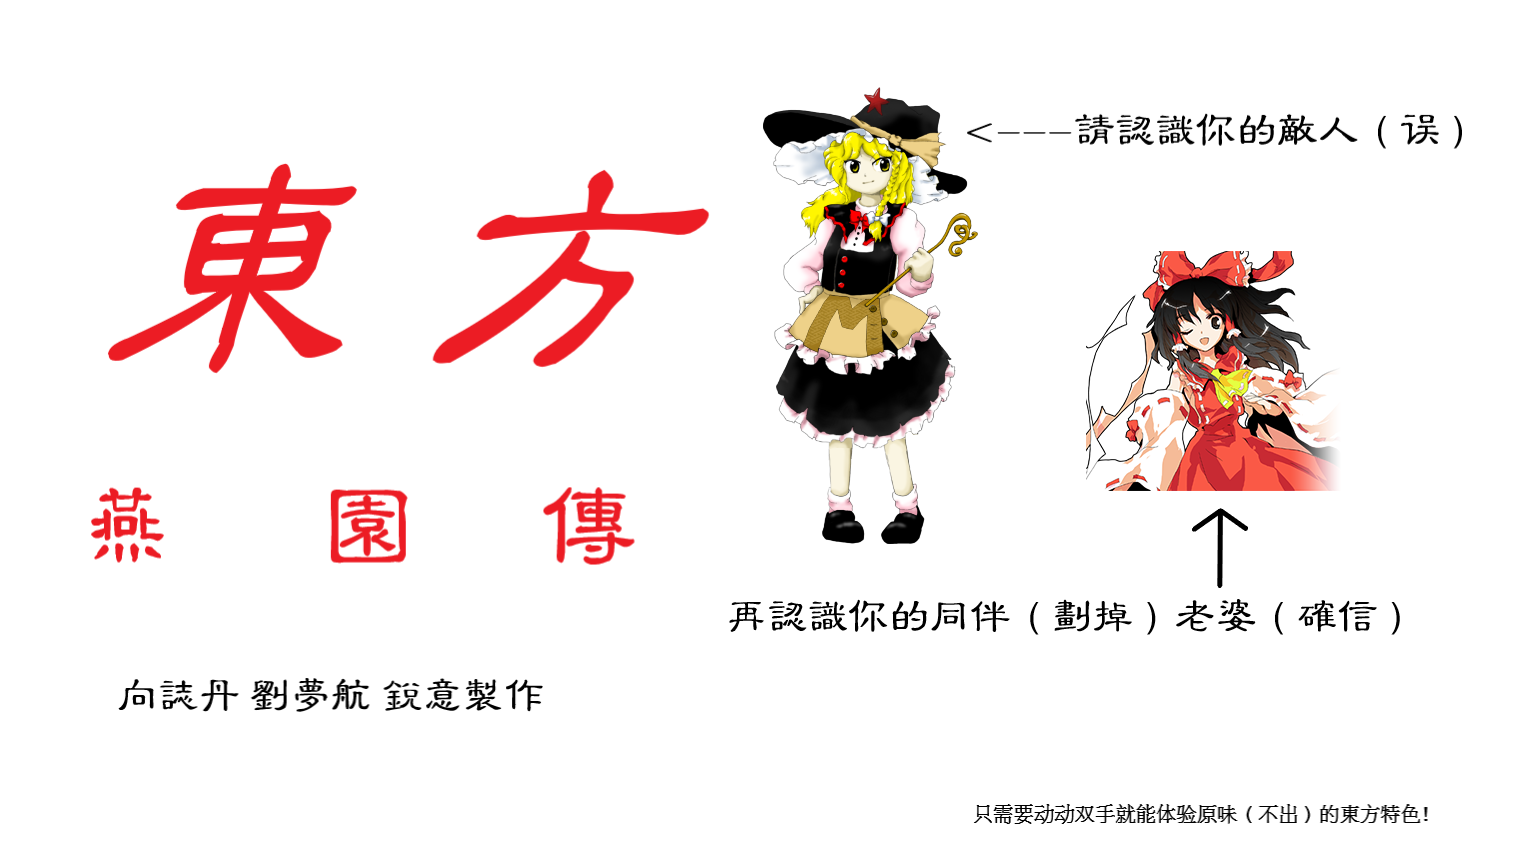 東方
燕園傳
向誌丹 劉夢航 鋭意製作
<---請認識你的敵人（误）
再認識你的同伴（劃掉）老婆（確信）
只需要动动双手就能体验原味（不出）的東方特色！